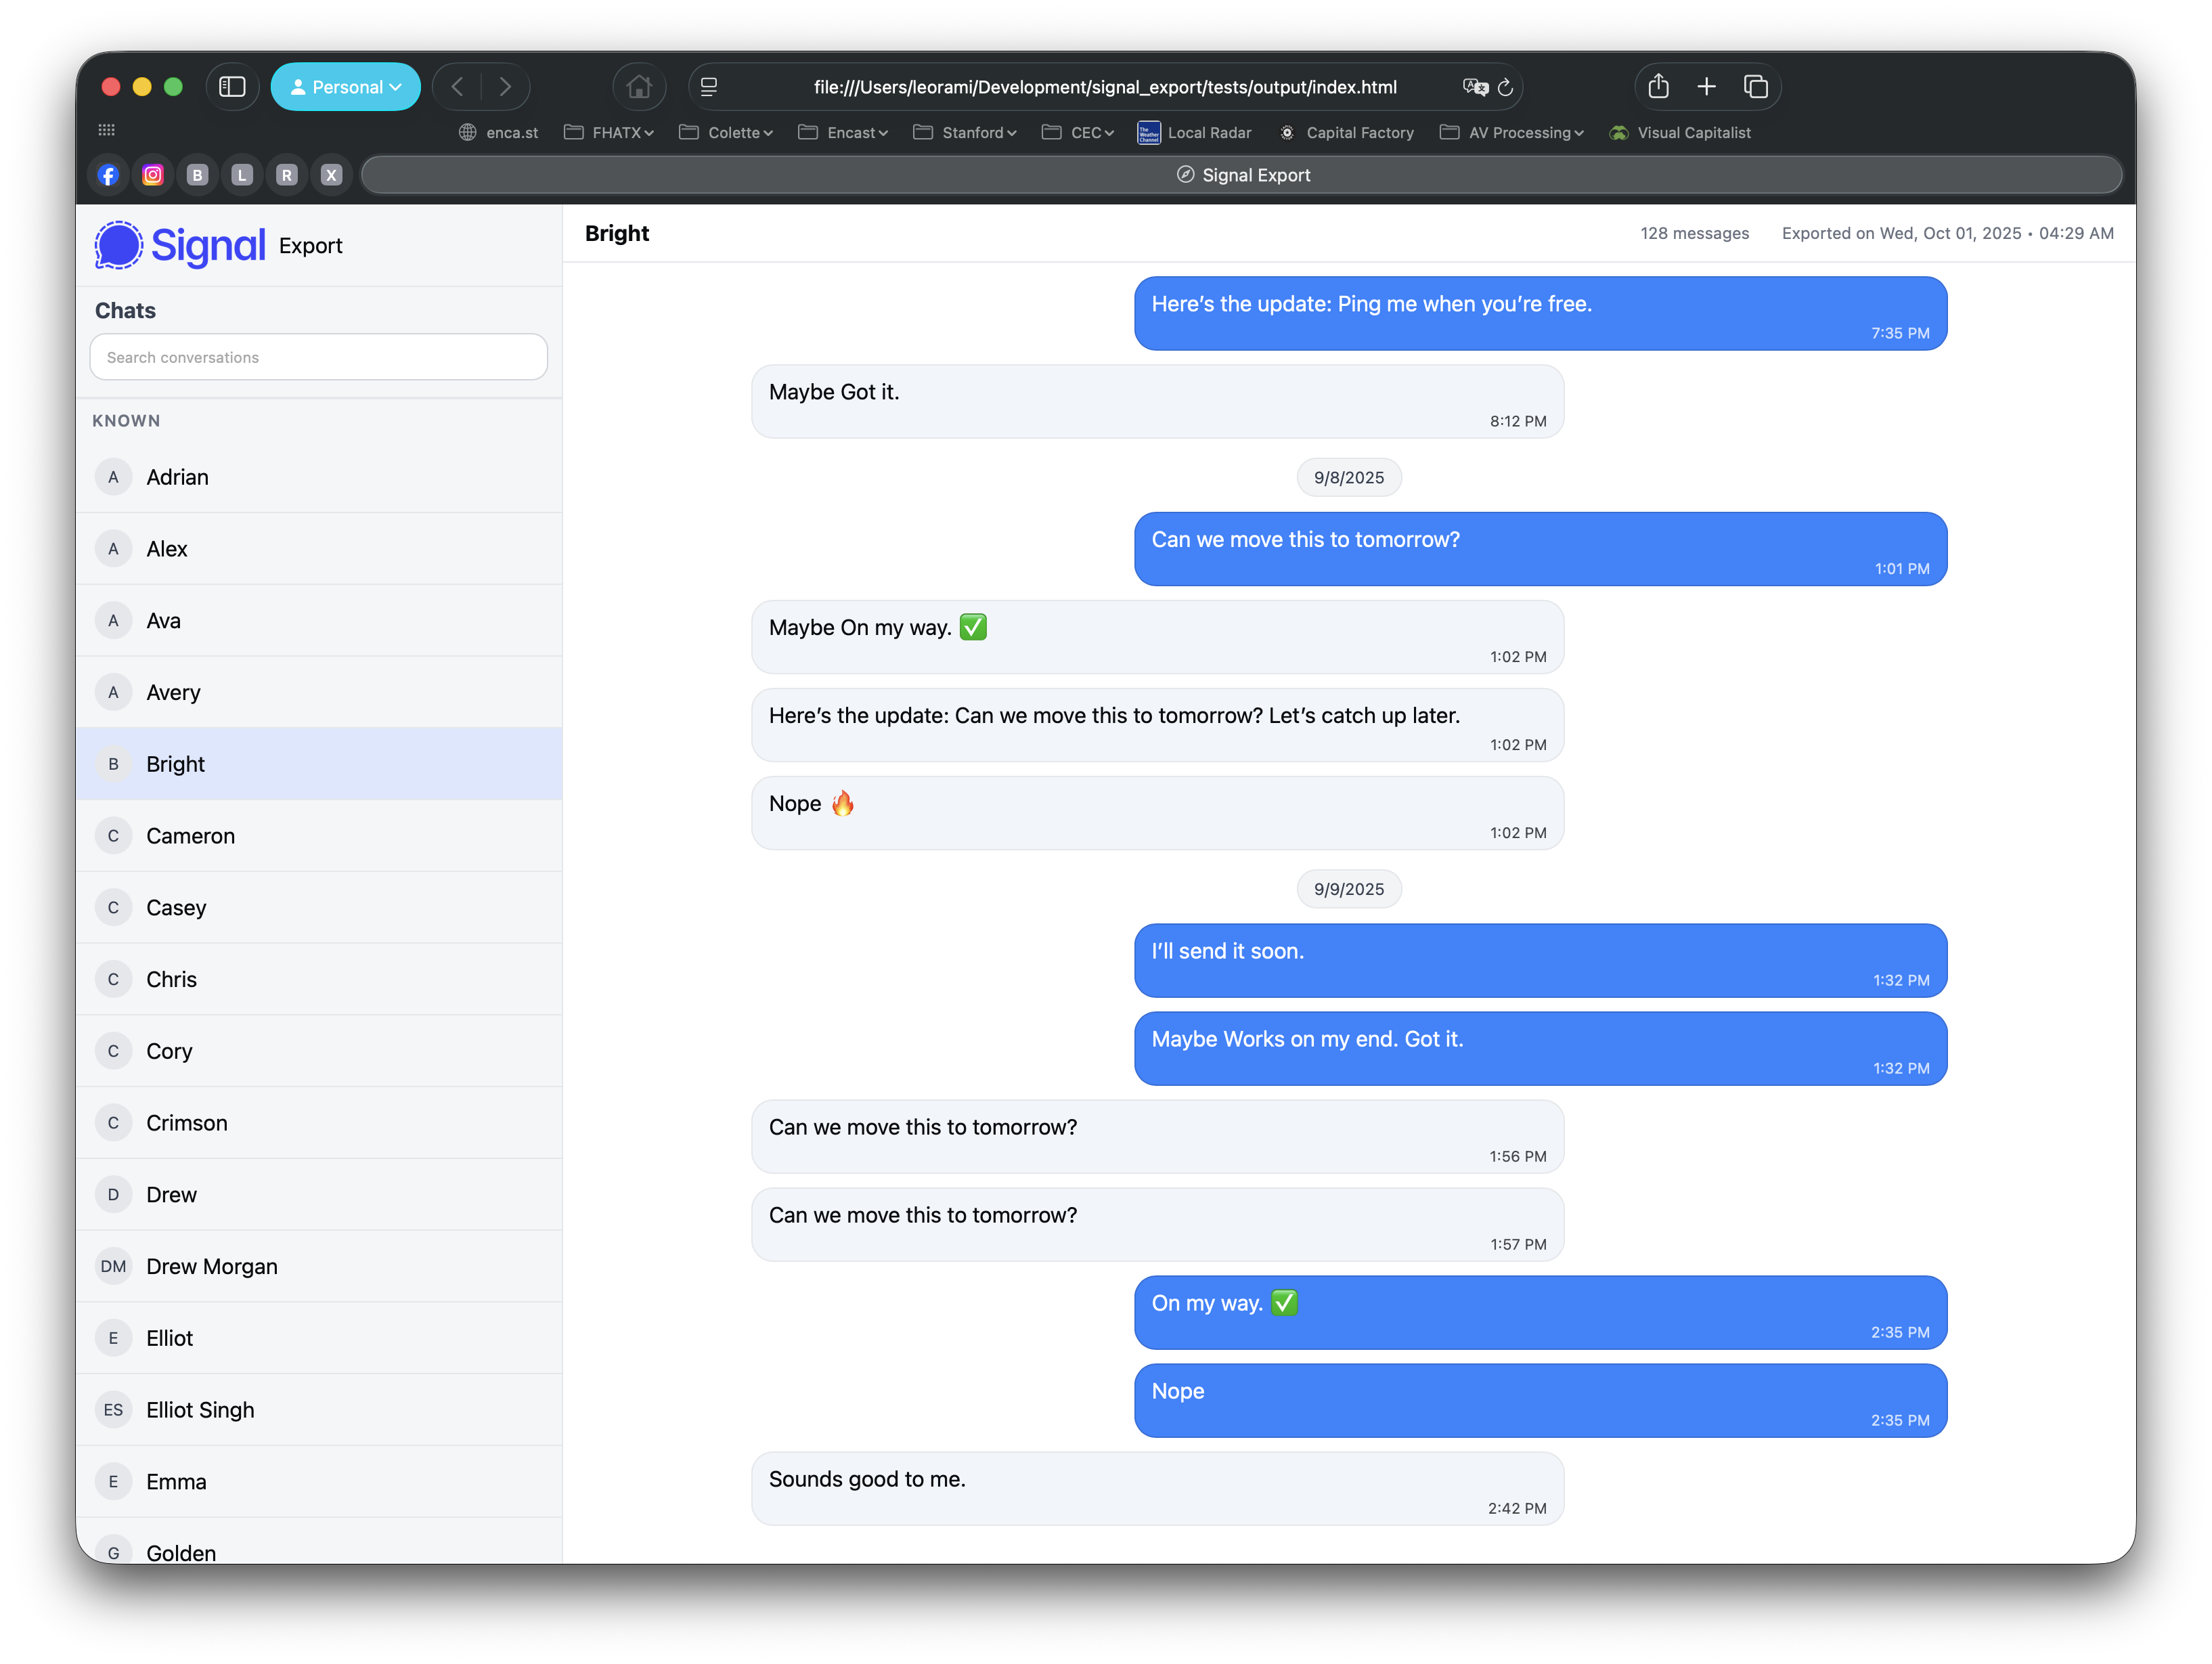 Personal
file:///Users/leorami/Development/signal_export/tests/output/index.html
enca.st
FHATX
Colette
Encast
Stanford
CEC
The Weather Channel
Local Radar
Capital Factory
AV Processing
Visual Capitalist
B
L
R
X
Signal Export
Signal Export
Chats
Search conversations
KNOWN
A Adrian
A Alex
A Ava
A Avery
B Bright
C Cameron
C Casey
C Chris
C Cory
C Crimson
D Drew
DM Drew Morgan
E Elliot
ES Elliot Singh
E Emma
G Golden
Bright
128 messages
Exported on Wed, Oct 01, 2025 • 04:29 AM
Here’s the update: Ping me when you’re free.
7:35 PM
Maybe Got it.
8:12 PM
9/8/2025
Can we move this to tomorrow?
1:01 PM
Maybe On my way. ✅
1:02 PM
Here’s the update: Can we move this to tomorrow? Let’s catch up later.
1:02 PM
Nope 🔥
1:02 PM
9/9/2025
I’ll send it soon.
1:32 PM
Maybe Works on my end. Got it.
1:32 PM
Can we move this to tomorrow?
1:56 PM
Can we move this to tomorrow?
1:57 PM
On my way. ✅
2:35 PM
Nope
2:35 PM
Sounds good to me.
2:42 PM